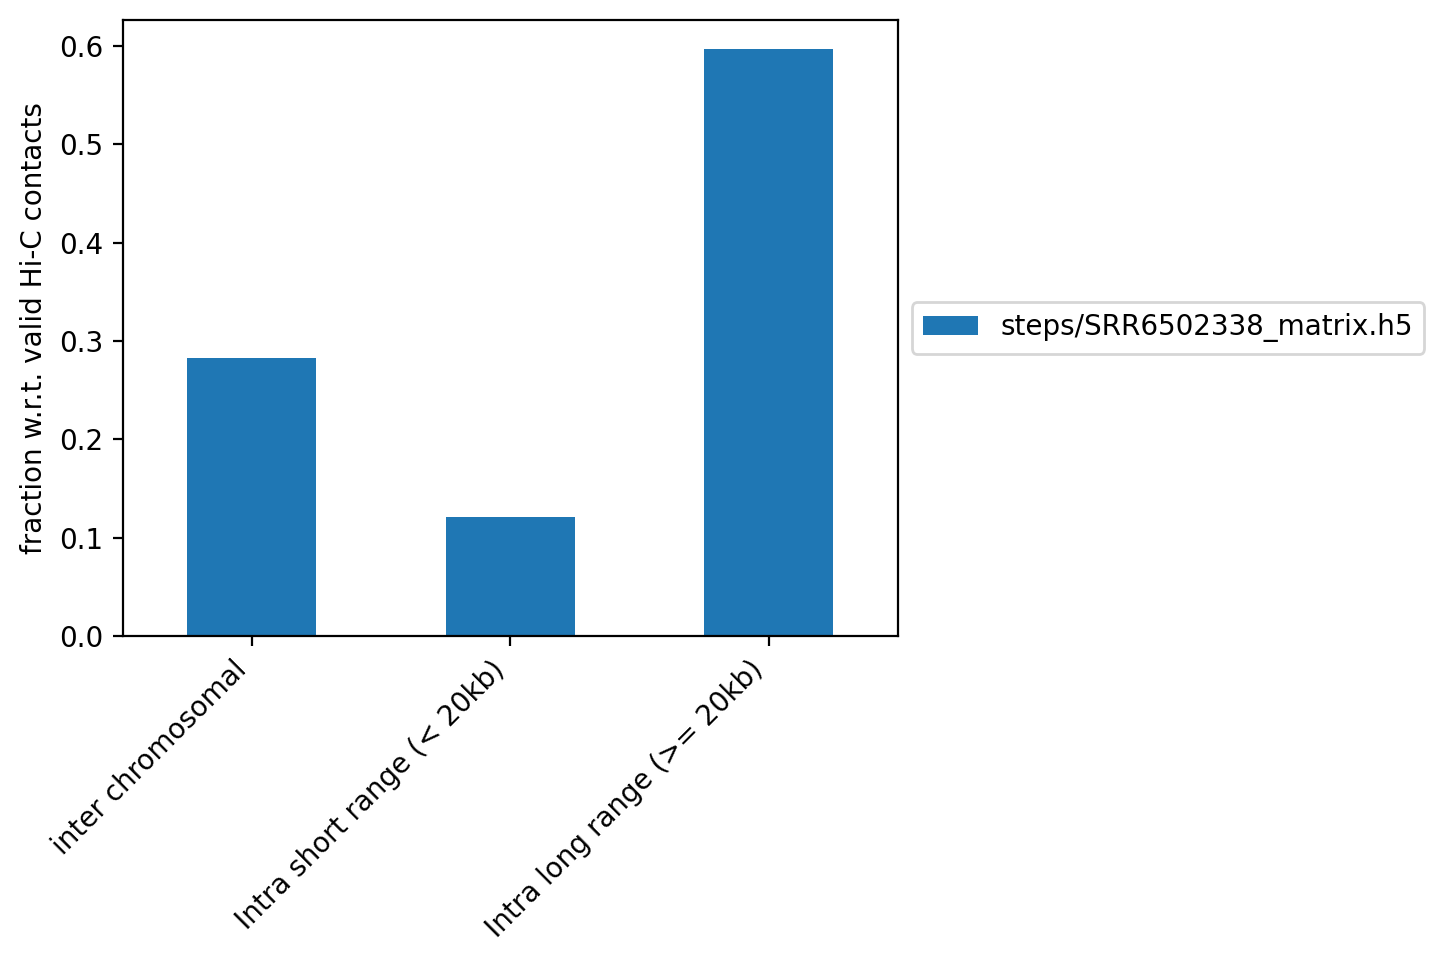 fraction w.r.t. valid Hi-C contacts
0.6
0.5
0.4
0.3
0.2
0.1
0.0
inter chromosomal
Intra short range (< 20kb)
Intra long range (>= 20kb)
steps/SRR6502338_matrix.h5